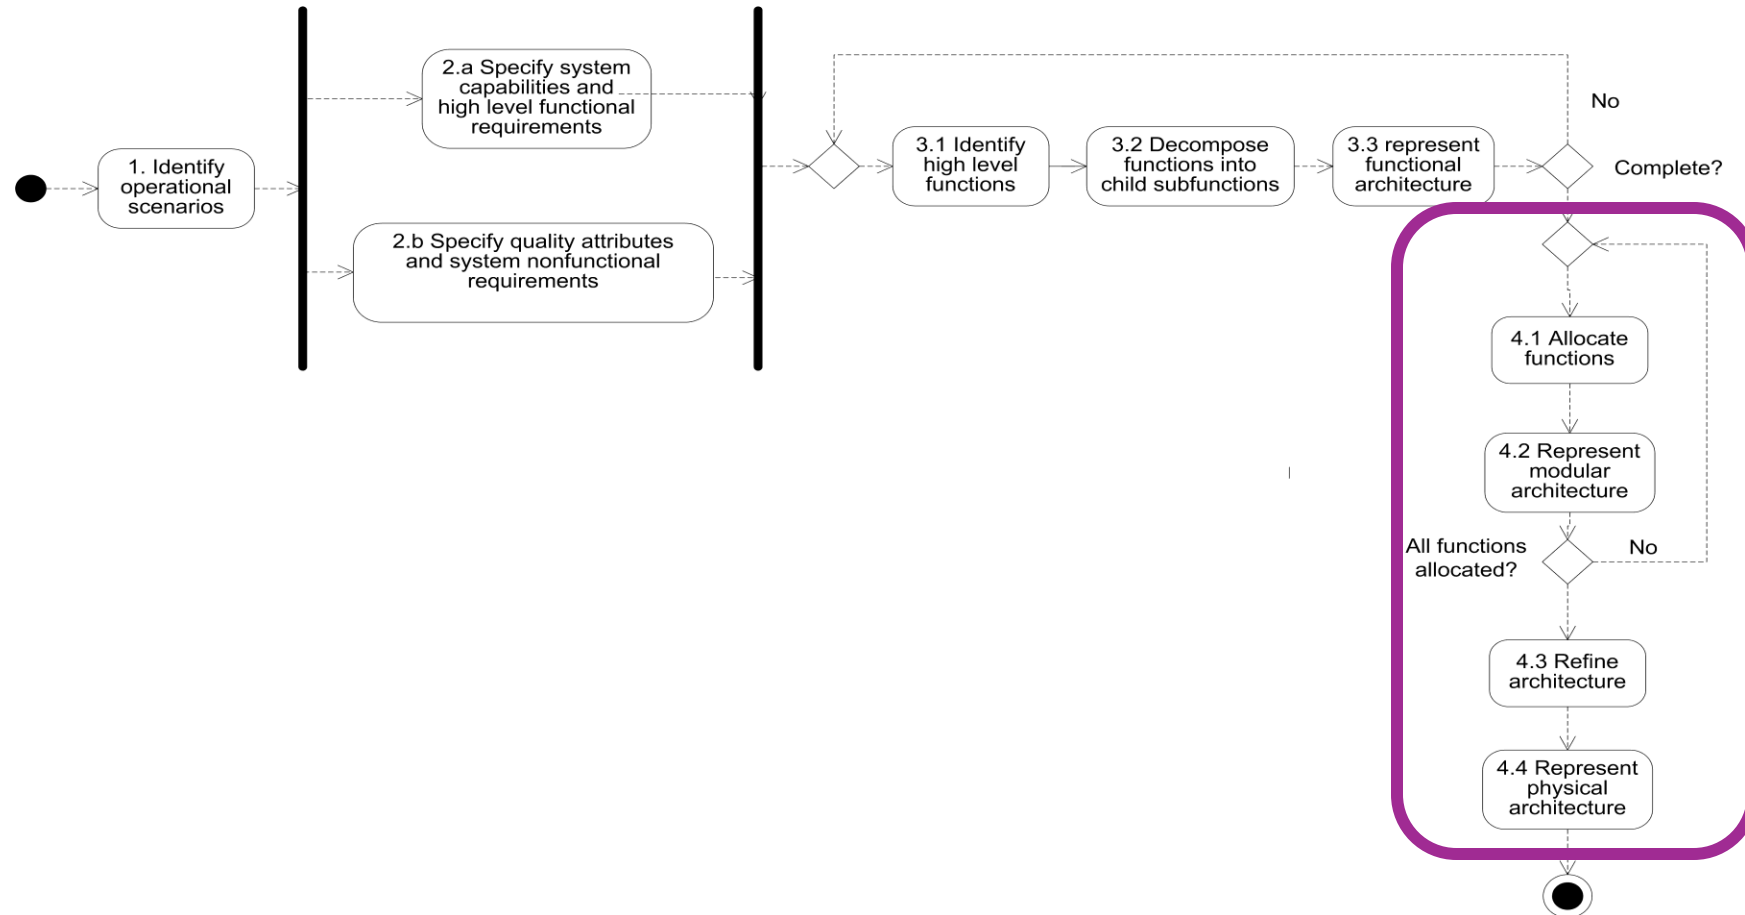 1. Identify
operational
scenarios
2.a Specify system
capabilities and
high level functional
requirements
2.b Specify quality attributes
and system nonfunctional
requirements
3.1 Identify
high level
functions
3.2 Decompose
functions into
child subfunctions
3.3 represent
functional
architecture
No
Complete?
4.1 Allocate
functions
4.2 Represent
modular
architecture
All functions
allocated?
No
4.3 Refine
architecture
4.4 Represent
physical
architecture